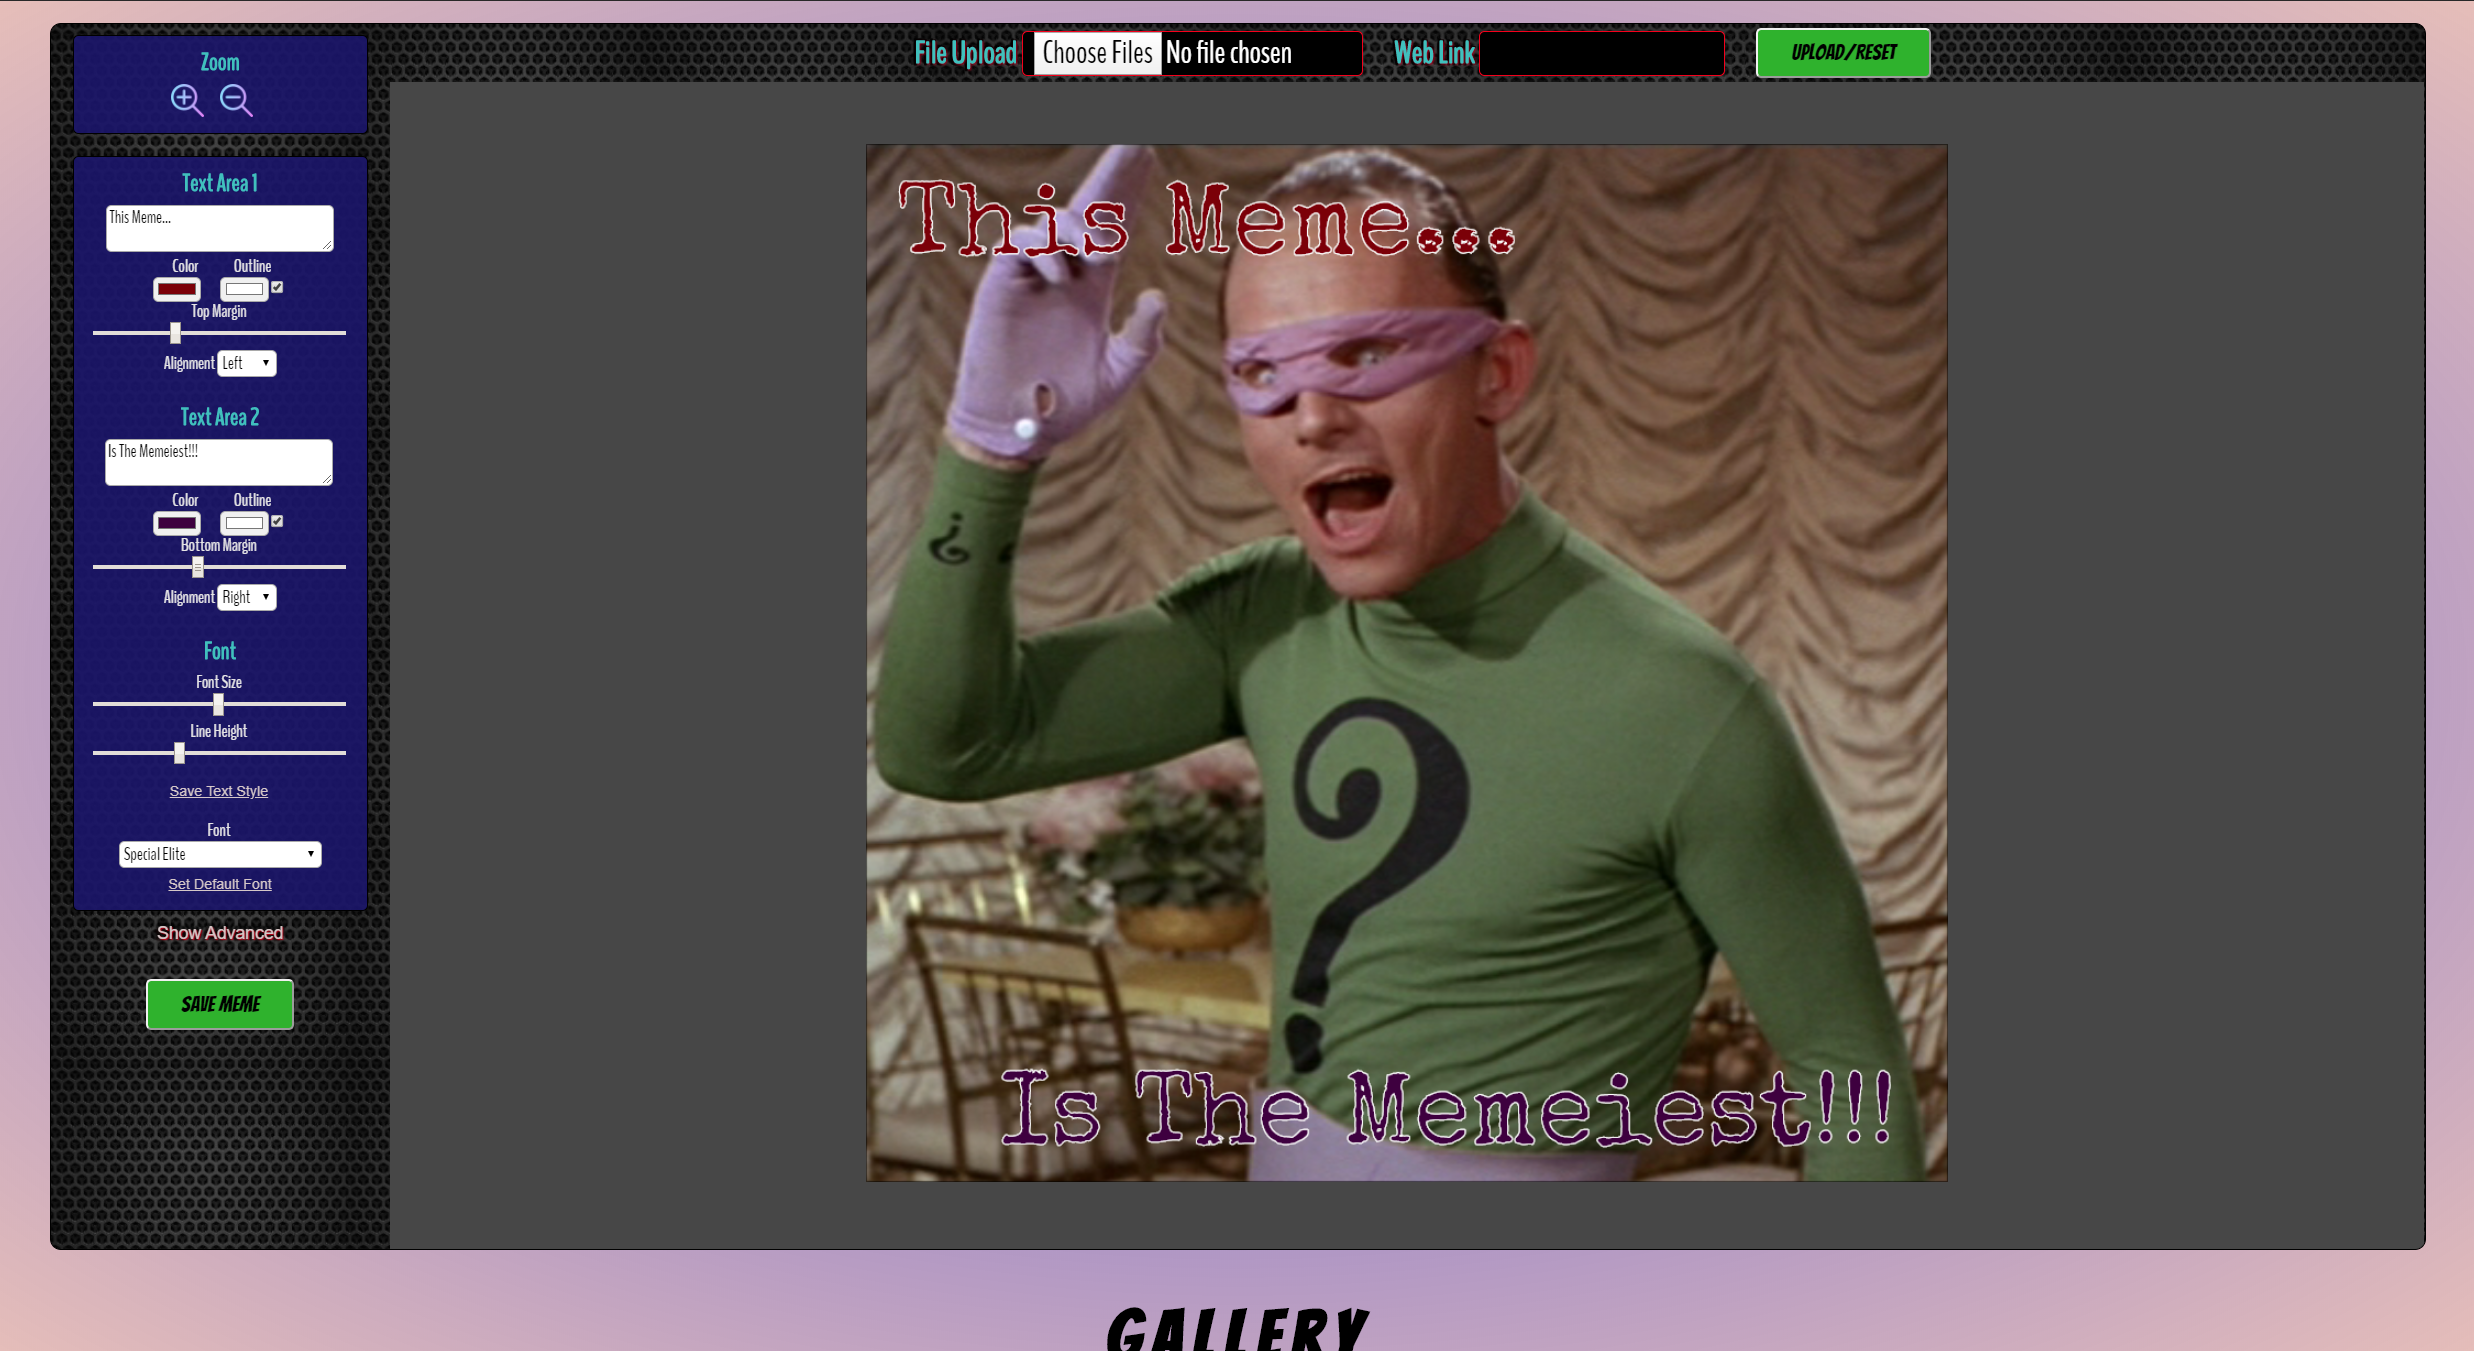 File Upload Choose Files No file chosen Web Link UPLOAD/RESET
Zoom
Text Area 1
This Meme...
Color Outline
Top Margin
Alignment Left
Text Area 2
Is The Memeiest!!!
Color Outline
Bottom Margin
Alignment Right
Font
Font Size
Line Height
Save Text Style
Font
Special Elite
Set Default Font
Show Advanced
SAVE MEME
This Meme...
?
?
Is The Memeiest!!!
GALLERY